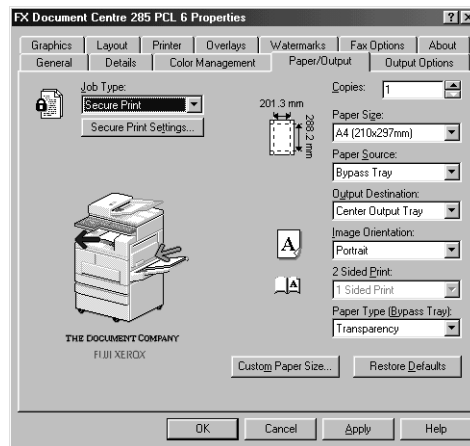 FX Document Centre 285 PCL 6 Properties
Graphics Layout Printer Overlays Watermarks Fax Options About
General Details Color Management Paper/Output Output Options
Job Type:
Secure Print
Secure Print Settings...
201.3 mm
288.2 mm
Copies: 1
Paper Size:
A4 (210x297mm)
Paper Source:
Bypass Tray
Output Destination:
Center Output Tray
Image Orientation:
A
Portrait
2 Sided Print:
A
1 Sided Print
Paper Type (Bypass Tray):
Transparency
THE DOCUMENT COMPANY
FUJI XEROX
Custom Paper Size... Restore Defaults
OK Cancel Apply Help